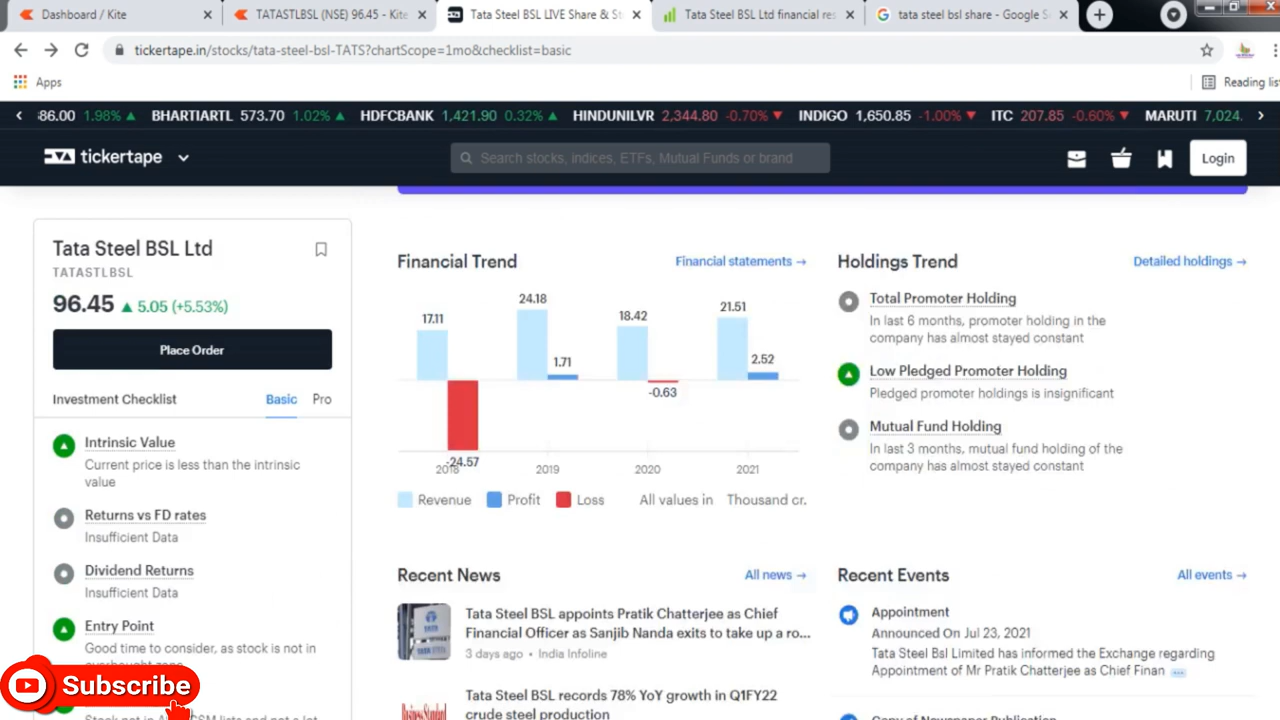 Dashboard / Kite
TATASTLBSL (NSE) 96.45 - Kite
Tata Steel BSL LIVE Share & St
Tata Steel BSL Ltd financial res
tata steel bsl share - Google S
tickertape.in/stocks/tata-steel-bsl-TATS?chartScope=1mo&checklist=basic
Apps
Reading list
86.00 1.98% ▲ BHARTIARTL 573.70 1.02% ▲ HDFCBANK 1,421.90 0.32% ▲ HINDUNILVR 2,344.80 -0.70% ▼ INDIGO 1,650.85 -1.00% ▼ ITC 207.85 -0.60% ▼ MARUTI 7,024.
tickertape
Search stocks, indices, ETFs, Mutual Funds or brand
Login
Tata Steel BSL Ltd
TATASTLBSL
96.45 ▲ 5.05 (+5.53%)
Place Order
Investment Checklist Basic Pro
Intrinsic Value
Current price is less than the intrinsic
value
Returns vs FD rates
Insufficient Data
Dividend Returns
Insufficient Data
Entry Point
Good time to consider, as stock is not in
Subscribe
Financial Trend
Financial statements →
17.11
24.18
1.71
18.42
-0.63
21.51
2.52
-24.57
2018 2019 2020 2021
Revenue Profit Loss All values in Thousand cr.
Holdings Trend
Detailed holdings →
Total Promoter Holding
In last 6 months, promoter holding in the
company has almost stayed constant
Low Pledged Promoter Holding
Pledged promoter holdings is insignificant
Mutual Fund Holding
In last 3 months, mutual fund holding of the
company has almost stayed constant
Recent News
All news →
Tata Steel BSL appoints Pratik Chatterjee as Chief
Financial Officer as Sanjib Nanda exits to take up a ro...
3 days ago • India Infoline
Tata Steel BSL records 78% YoY growth in Q1FY22
crude steel production
Recent Events
All events →
Appointment
Announced On Jul 23, 2021
Tata Steel Bsl Limited has informed the Exchange regarding
Appointment of Mr Pratik Chatterjee as Chief Finan ...
Copy of Newspaper Publication